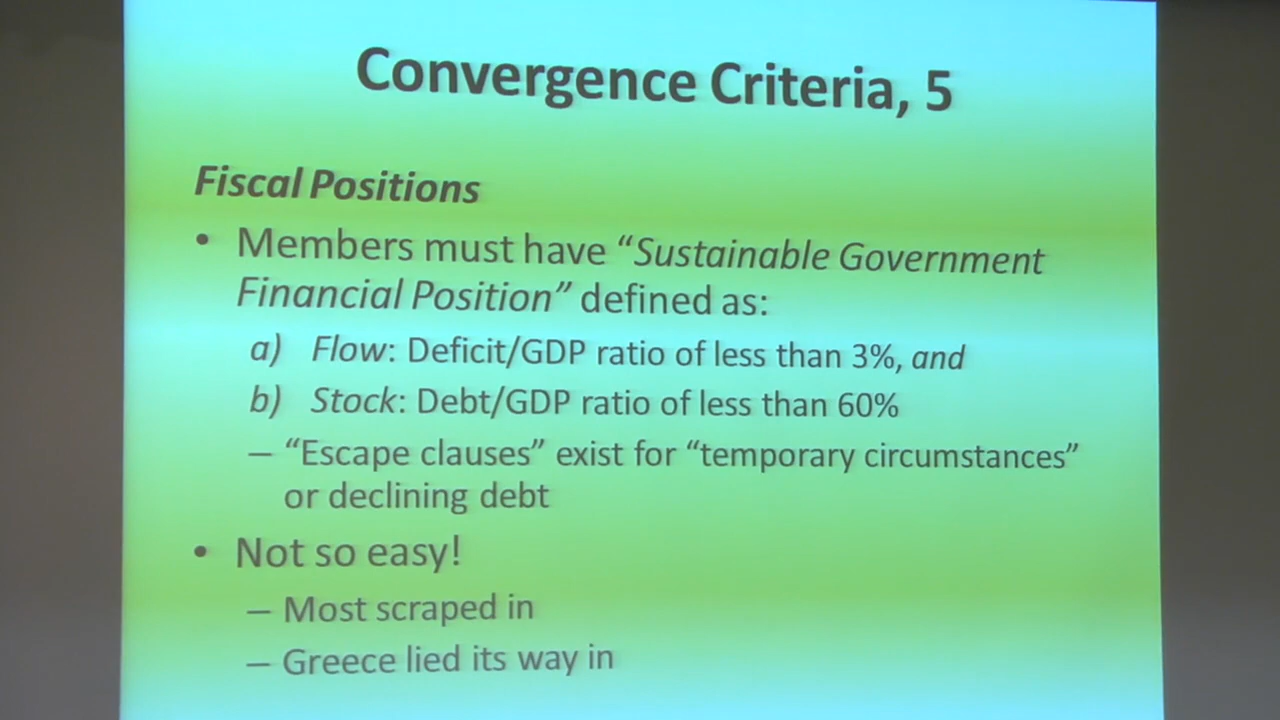 Convergence Criteria, 5
Fiscal Positions
• Members must have “Sustainable Government
Financial Position” defined as:
a) Flow: Deficit/GDP ratio of less than 3%, and
b) Stock: Debt/GDP ratio of less than 60%
– “Escape clauses” exist for “temporary circumstances”
or declining debt
• Not so easy!
– Most scraped in
– Greece lied its way in